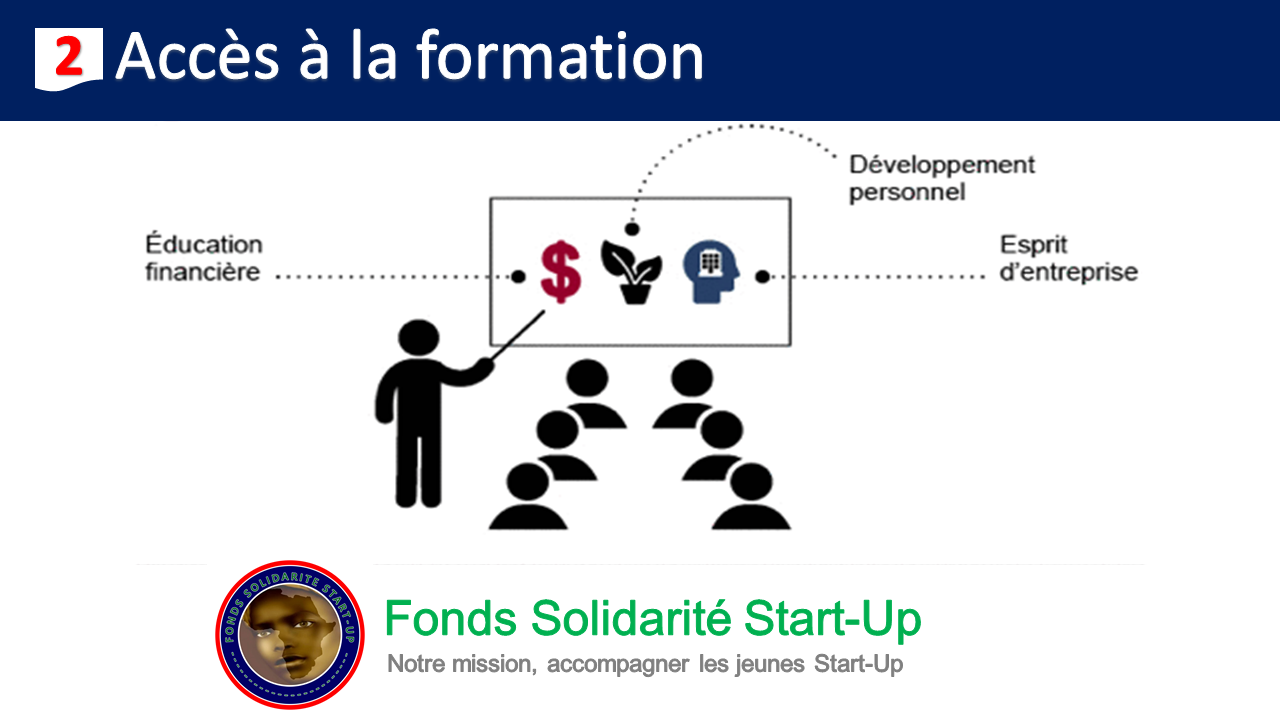 2 Accès à la formation
Développement
personnel
Éducation
financière
Esprit
d'entreprise
FONDS SOLIDARITE START-UP
Fonds Solidarité Start-Up
Notre mission, accompagner les jeunes Start-Up